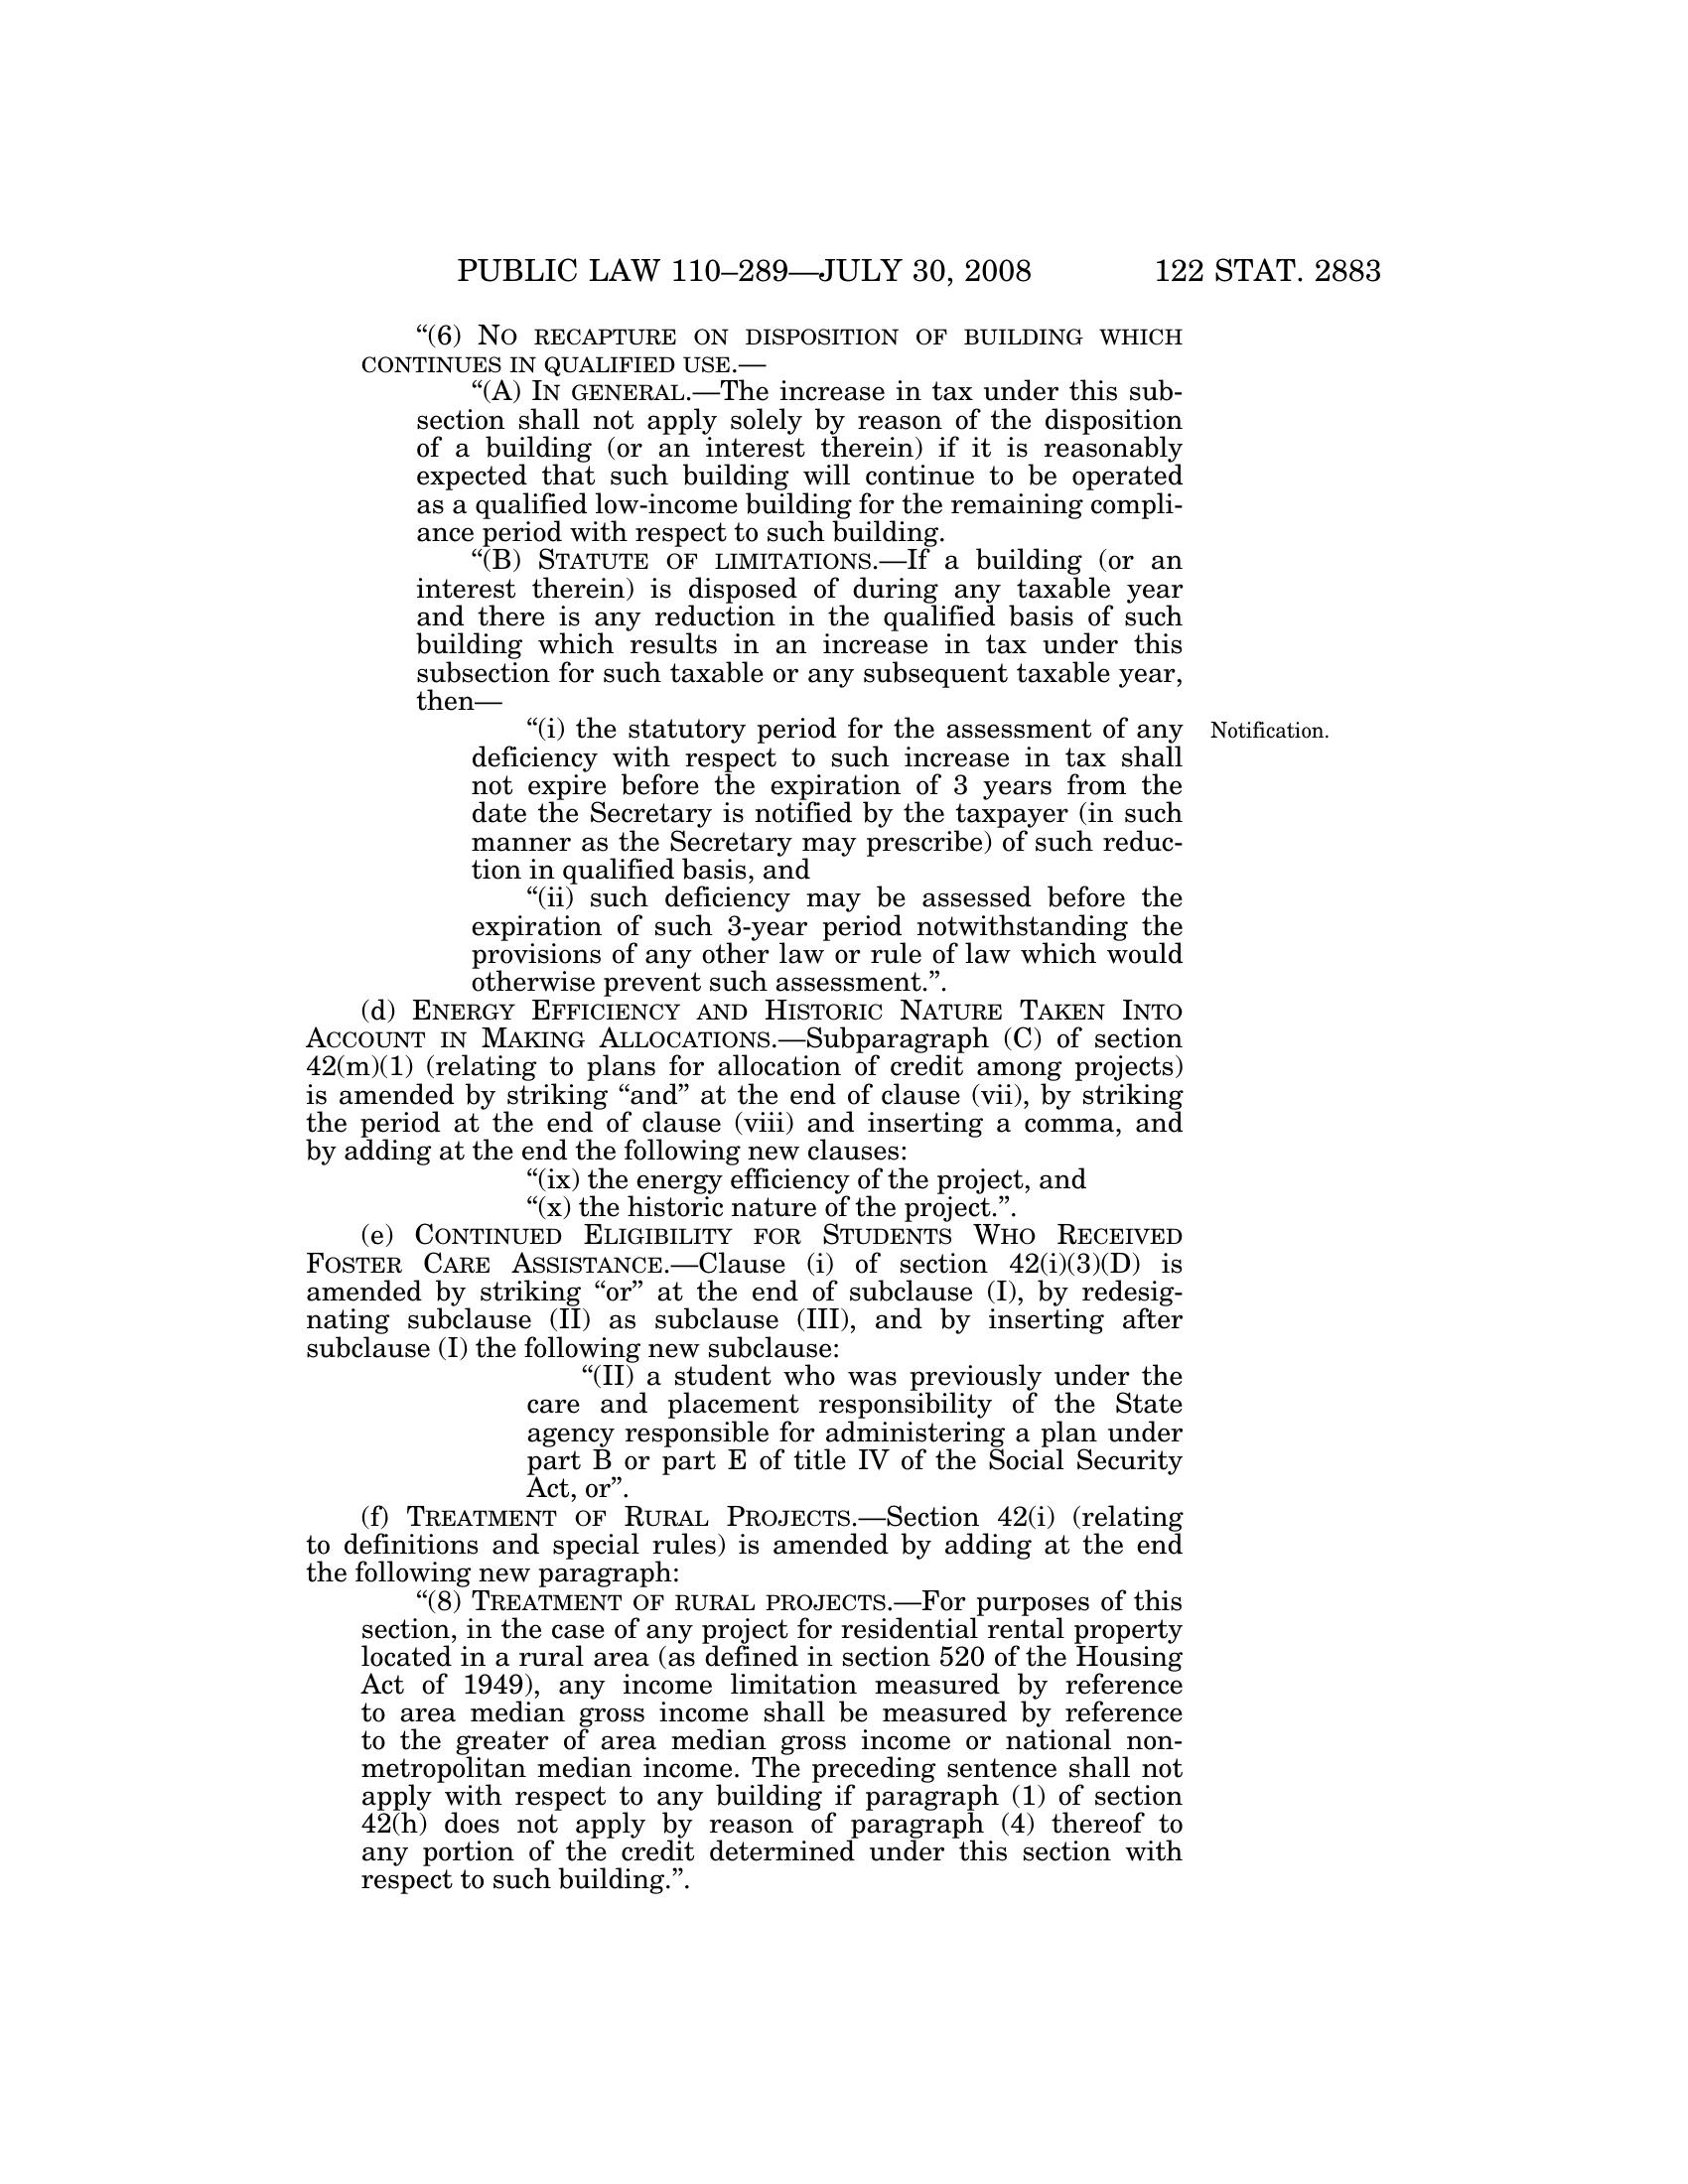 PUBLIC LAW 110–289—JULY 30, 2008 122 STAT. 2883
“(6) NO RECAPTURE ON DISPOSITION OF BUILDING WHICH
CONTINUES IN QUALIFIED USE.—
“(A) IN GENERAL.—The increase in tax under this sub-
section shall not apply solely by reason of the disposition
of a building (or an interest therein) if it is reasonably
expected that such building will continue to be operated
as a qualified low-income building for the remaining compli-
ance period with respect to such building.
“(B) STATUTE OF LIMITATIONS.—If a building (or an
interest therein) is disposed of during any taxable year
and there is any reduction in the qualified basis of such
building which results in an increase in tax under this
subsection for such taxable or any subsequent taxable year,
then—
“(i) the statutory period for the assessment of any
Notification.
deficiency with respect to such increase in tax shall
not expire before the expiration of 3 years from the
date the Secretary is notified by the taxpayer (in such
manner as the Secretary may prescribe) of such reduc-
tion in qualified basis, and
“(ii) such deficiency may be assessed before the
expiration of such 3-year period notwithstanding the
provisions of any other law or rule of law which would
otherwise prevent such assessment.”.
(d) ENERGY EFFICIENCY AND HISTORIC NATURE TAKEN INTO
ACCOUNT IN MAKING ALLOCATIONS.—Subparagraph (C) of section
42(m)(1) (relating to plans for allocation of credit among projects)
is amended by striking “and” at the end of clause (vii), by striking
the period at the end of clause (viii) and inserting a comma, and
by adding at the end the following new clauses:
“(ix) the energy efficiency of the project, and
“(x) the historic nature of the project.”.
(e) CONTINUED ELIGIBILITY FOR STUDENTS WHO RECEIVED
FOSTER CARE ASSISTANCE.—Clause (i) of section 42(i)(3)(D) is
amended by striking “or” at the end of subclause (I), by redesig-
nating subclause (II) as subclause (III), and by inserting after
subclause (I) the following new subclause:
“(II) a student who was previously under the
care and placement responsibility of the State
agency responsible for administering a plan under
part B or part E of title IV of the Social Security
Act, or”.
(f) TREATMENT OF RURAL PROJECTS.—Section 42(i) (relating
to definitions and special rules) is amended by adding at the end
the following new paragraph:
“(8) TREATMENT OF RURAL PROJECTS.—For purposes of this
section, in the case of any project for residential rental property
located in a rural area (as defined in section 520 of the Housing
Act of 1949), any income limitation measured by reference
to area median gross income shall be measured by reference
to the greater of area median gross income or national non-
metropolitan median income. The preceding sentence shall not
apply with respect to any building if paragraph (1) of section
42(h) does not apply by reason of paragraph (4) thereof to
any portion of the credit determined under this section with
respect to such building.”.